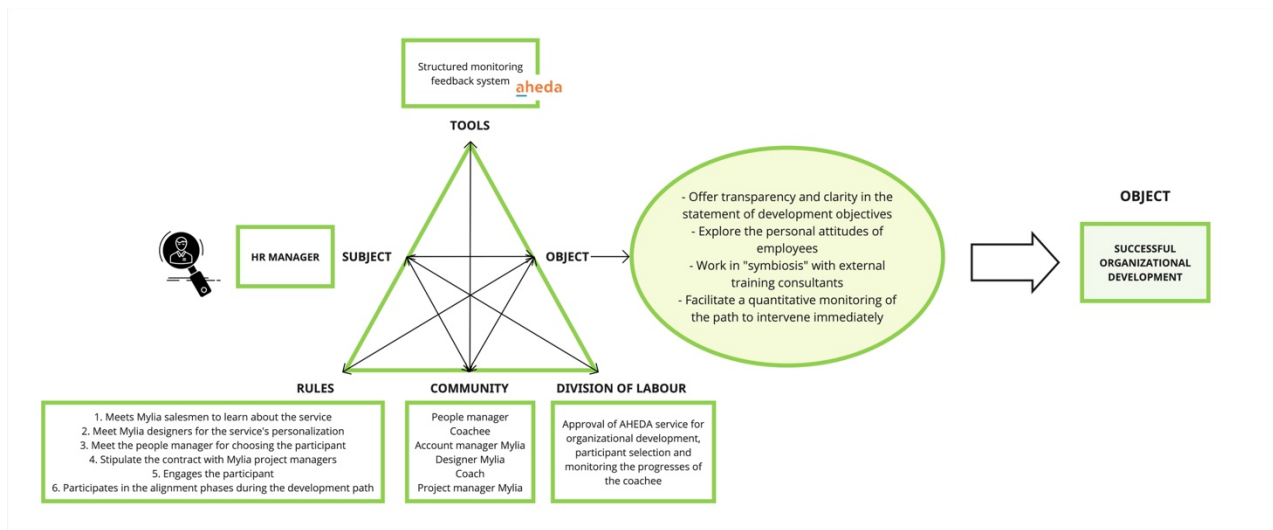 Structured monitoring
feedback system
aheda
TOOLS
HR MANAGER
SUBJECT
OBJECT
- Offer transparency and clarity in the
statement of development objectives
- Explore the personal attitudes of
employees
- Work in "symbiosis" with external
training consultants
- Facilitate a quantitative monitoring of
the path to intervene immediately
OBJECT
SUCCESSFUL
ORGANIZATIONAL
DEVELOPMENT
RULES
1. Meets Mylia salesmen to learn about the service
2. Meet Mylia designers for the service's personalization
3. Meet the people manager for choosing the participant
4. Stipulate the contract with Mylia project managers
5. Engages the participant
6. Participates in the alignment phases during the development path
COMMUNITY
People manager
Coachee
Account manager Mylia
Designer Mylia
Coach
Project manager Mylia
DIVISION OF LABOUR
Approval of AHEDA service for
organizational development,
participant selection and
monitoring the progresses of
the coachee